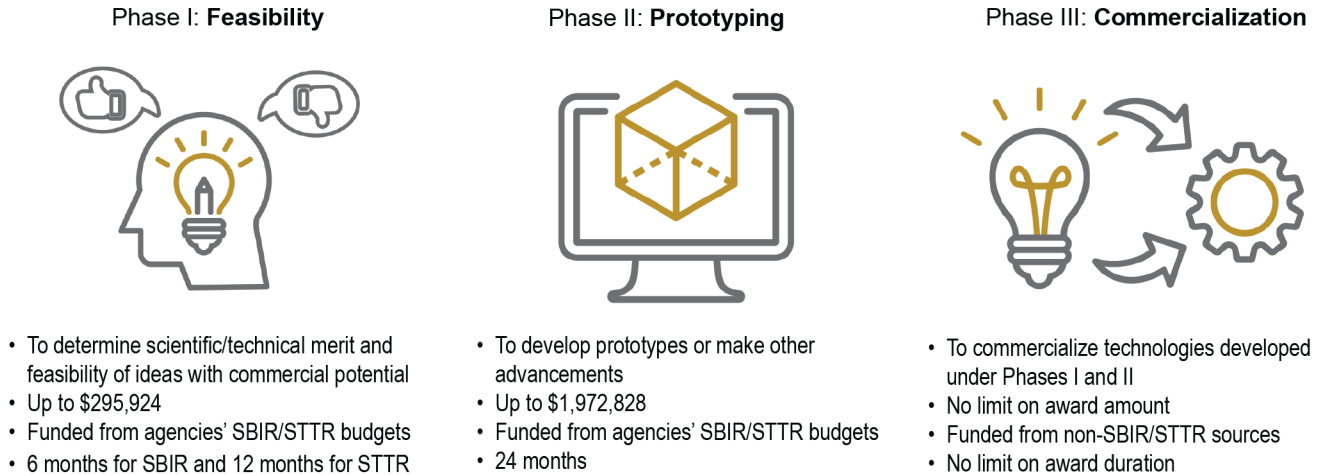 Phase I: Feasibility
• To determine scientific/technical merit and
feasibility of ideas with commercial potential
• Up to $295,924
• Funded from agencies’ SBIR/STTR budgets
• 6 months for SBIR and 12 months for STTR
Phase II: Prototyping
• To develop prototypes or make other
advancements
• Up to $1,972,828
• Funded from agencies’ SBIR/STTR budgets
• 24 months
Phase III: Commercialization
• To commercialize technologies developed
under Phases I and II
• No limit on award amount
• Funded from non-SBIR/STTR sources
• No limit on award duration